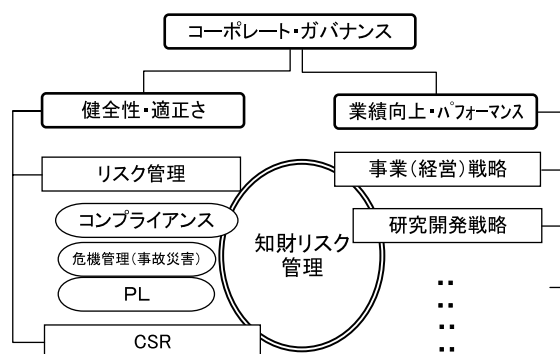 コーポレート・ガバナンス
健全性・適正さ
業績向上・パフォーマンス
リスク管理
事業(経営)戦略
コンプライアンス
研究開発戦略
知財リスク
管理
危機管理(事故災害)
PL
CSR